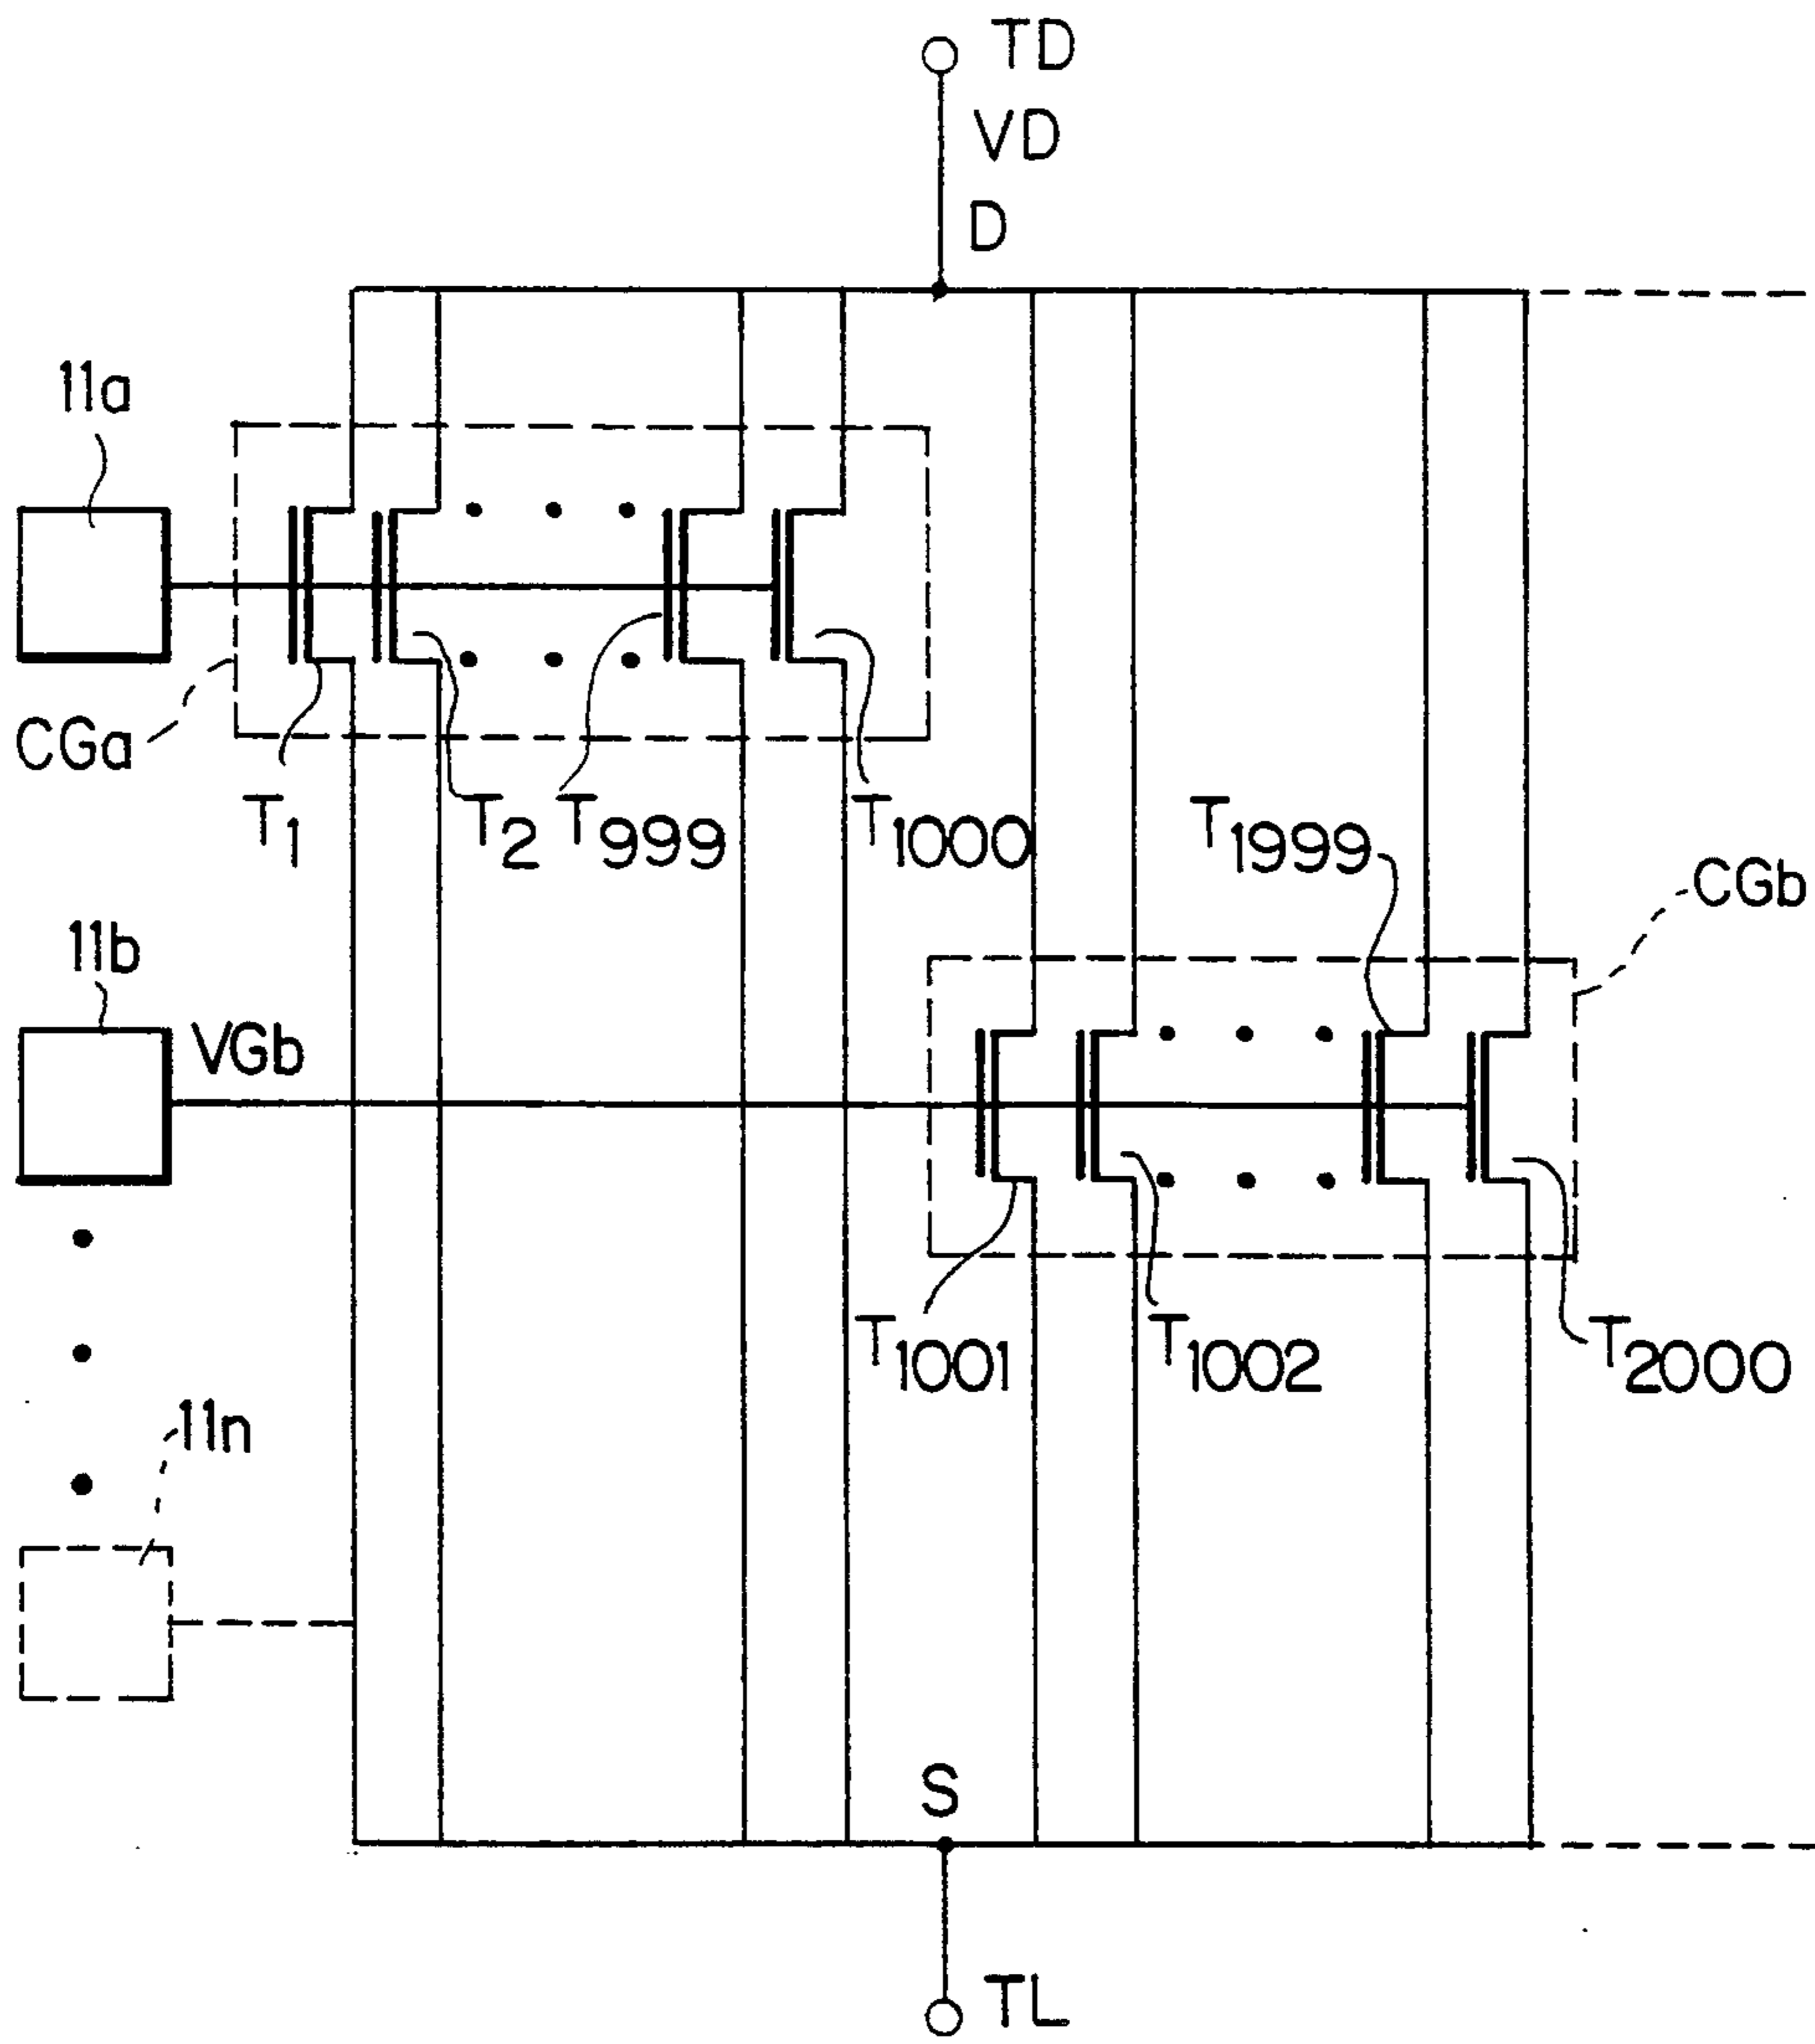 TD
VD
D
11a
CGa
T1
T2
T999
T1000
T1999
CGb
11b
VGb
T1001
T1002
T2000
11n
S
TL